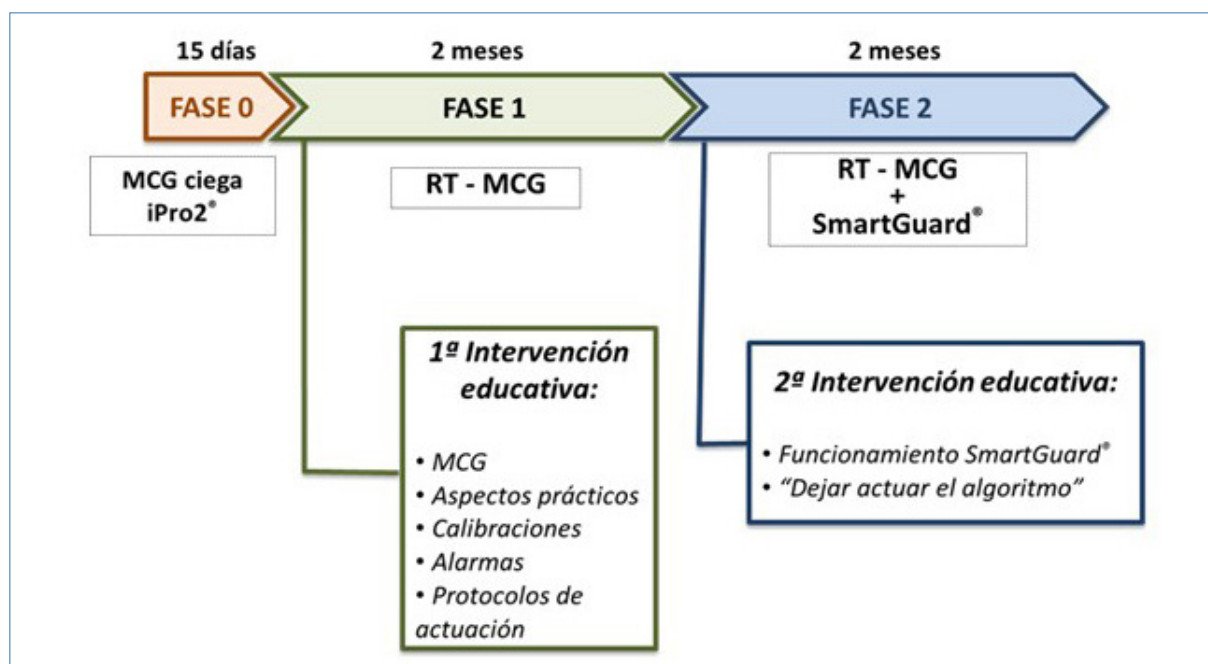 15 días
2 meses
2 meses
FASE 0
FASE 1
FASE 2
MCG ciega
iPro2®
RT - MCG
RT - MCG
+
SmartGuard®
1ª Intervención
educativa:
• MCG
• Aspectos prácticos
• Calibraciones
• Alarmas
• Protocolos de
actuación
2ª Intervención educativa:
• Funcionamiento SmartGuard®
• “Dejar actuar el algoritmo”